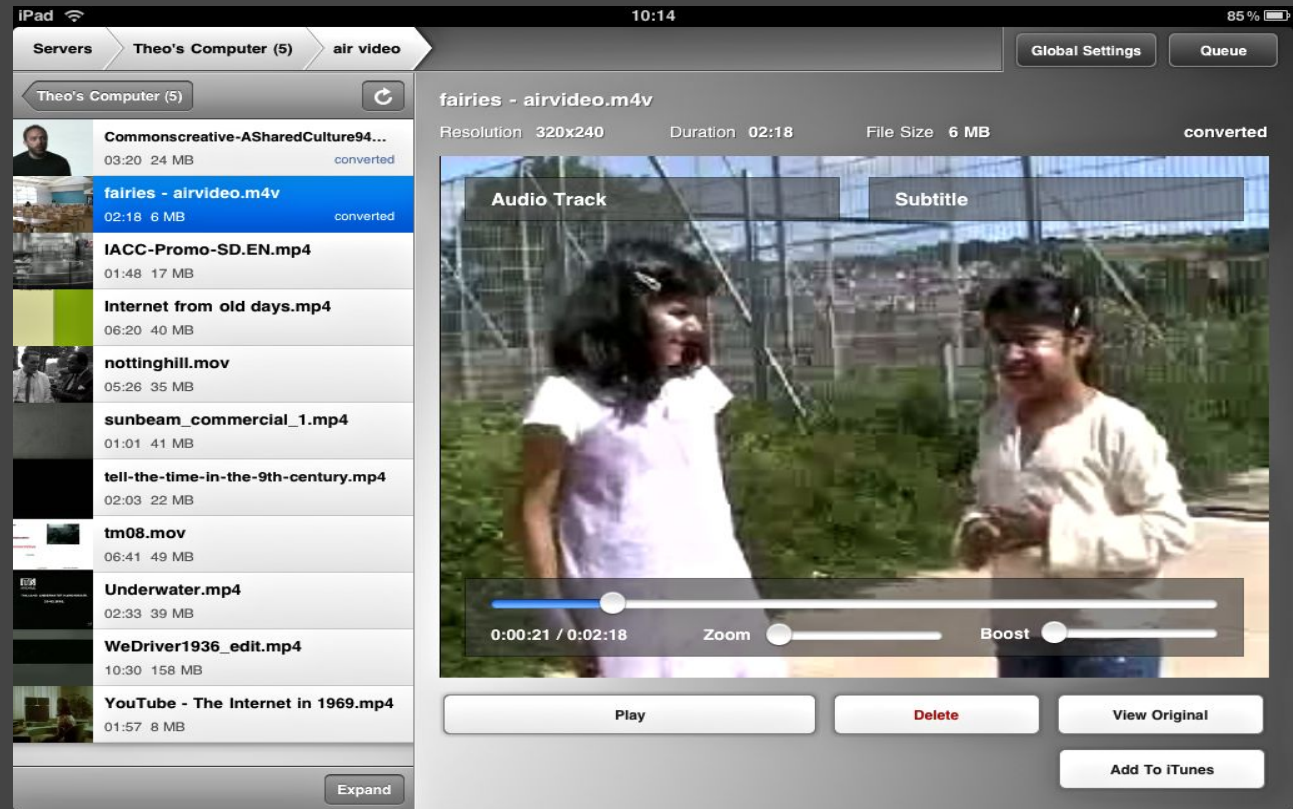 iPad 10:14 85%
Servers Theo's Computer (5) air video Global Settings Queue
Theo's Computer (5)
Commonscreative-ASharedCulture94...
03:20 24 MB converted
fairies - airvideo.m4v
02:18 6 MB converted
IACC-Promo-SD.EN.mp4
01:48 17 MB
Internet from old days.mp4
06:20 40 MB
nottinghill.mov
05:26 35 MB
sunbeam_commercial_1.mp4
01:01 41 MB
tell-the-time-in-the-9th-century.mp4
02:03 22 MB
tm08.mov
06:41 49 MB
Underwater.mp4
02:33 39 MB
WeDriver1936_edit.mp4
10:30 158 MB
YouTube - The Internet in 1969.mp4
01:57 8 MB
Expand
fairies - airvideo.m4v
Resolution 320x240 Duration 02:18 File Size 6 MB converted
Audio Track Subtitle
0:00:21 / 0:02:18 Zoom Boost
Play Delete View Original
Add To iTunes